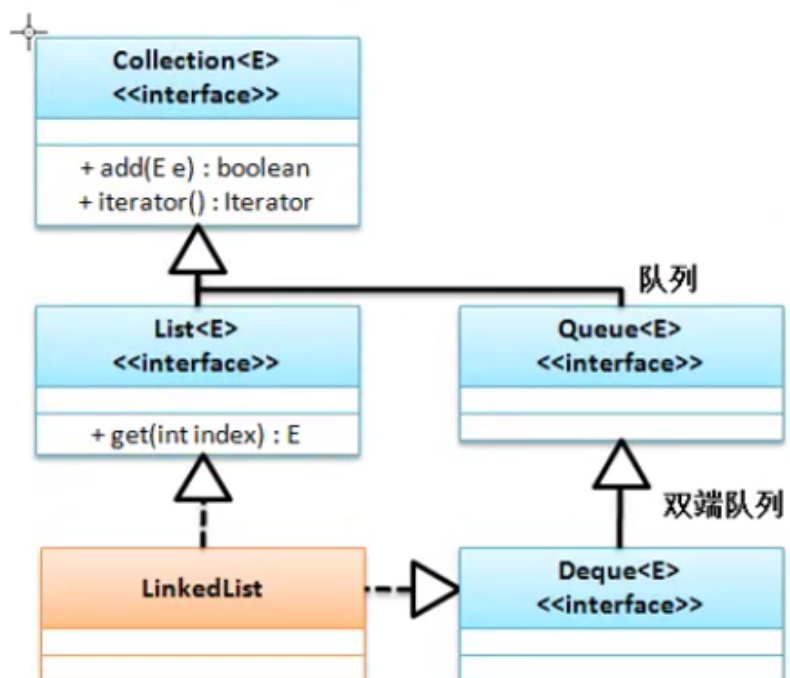 Collection<E>
<<interface>>
+ add(E e) : boolean
+ iterator() : Iterator
队列
List<E>
<<interface>>
+ get(int index) : E
Queue<E>
<<interface>>
双端队列
LinkedList
Deque<E>
<<interface>>